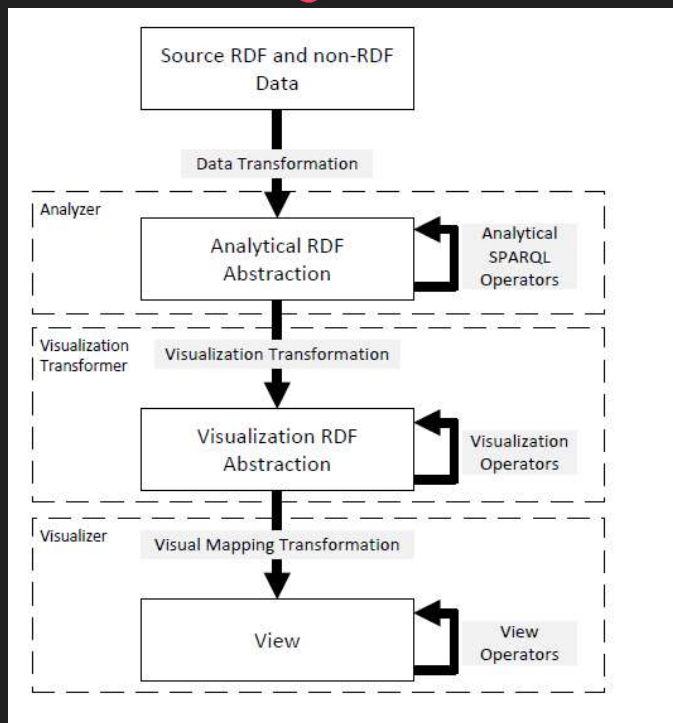 Source RDF and non-RDF
Data
Data Transformation
Analyzer
Analytical RDF
Abstraction
Analytical
SPARQL
Operators
Visualization
Transformer
Visualization Transformation
Visualization RDF
Abstraction
Visualization
Operators
Visualizer
Visual Mapping Transformation
View
View
Operators